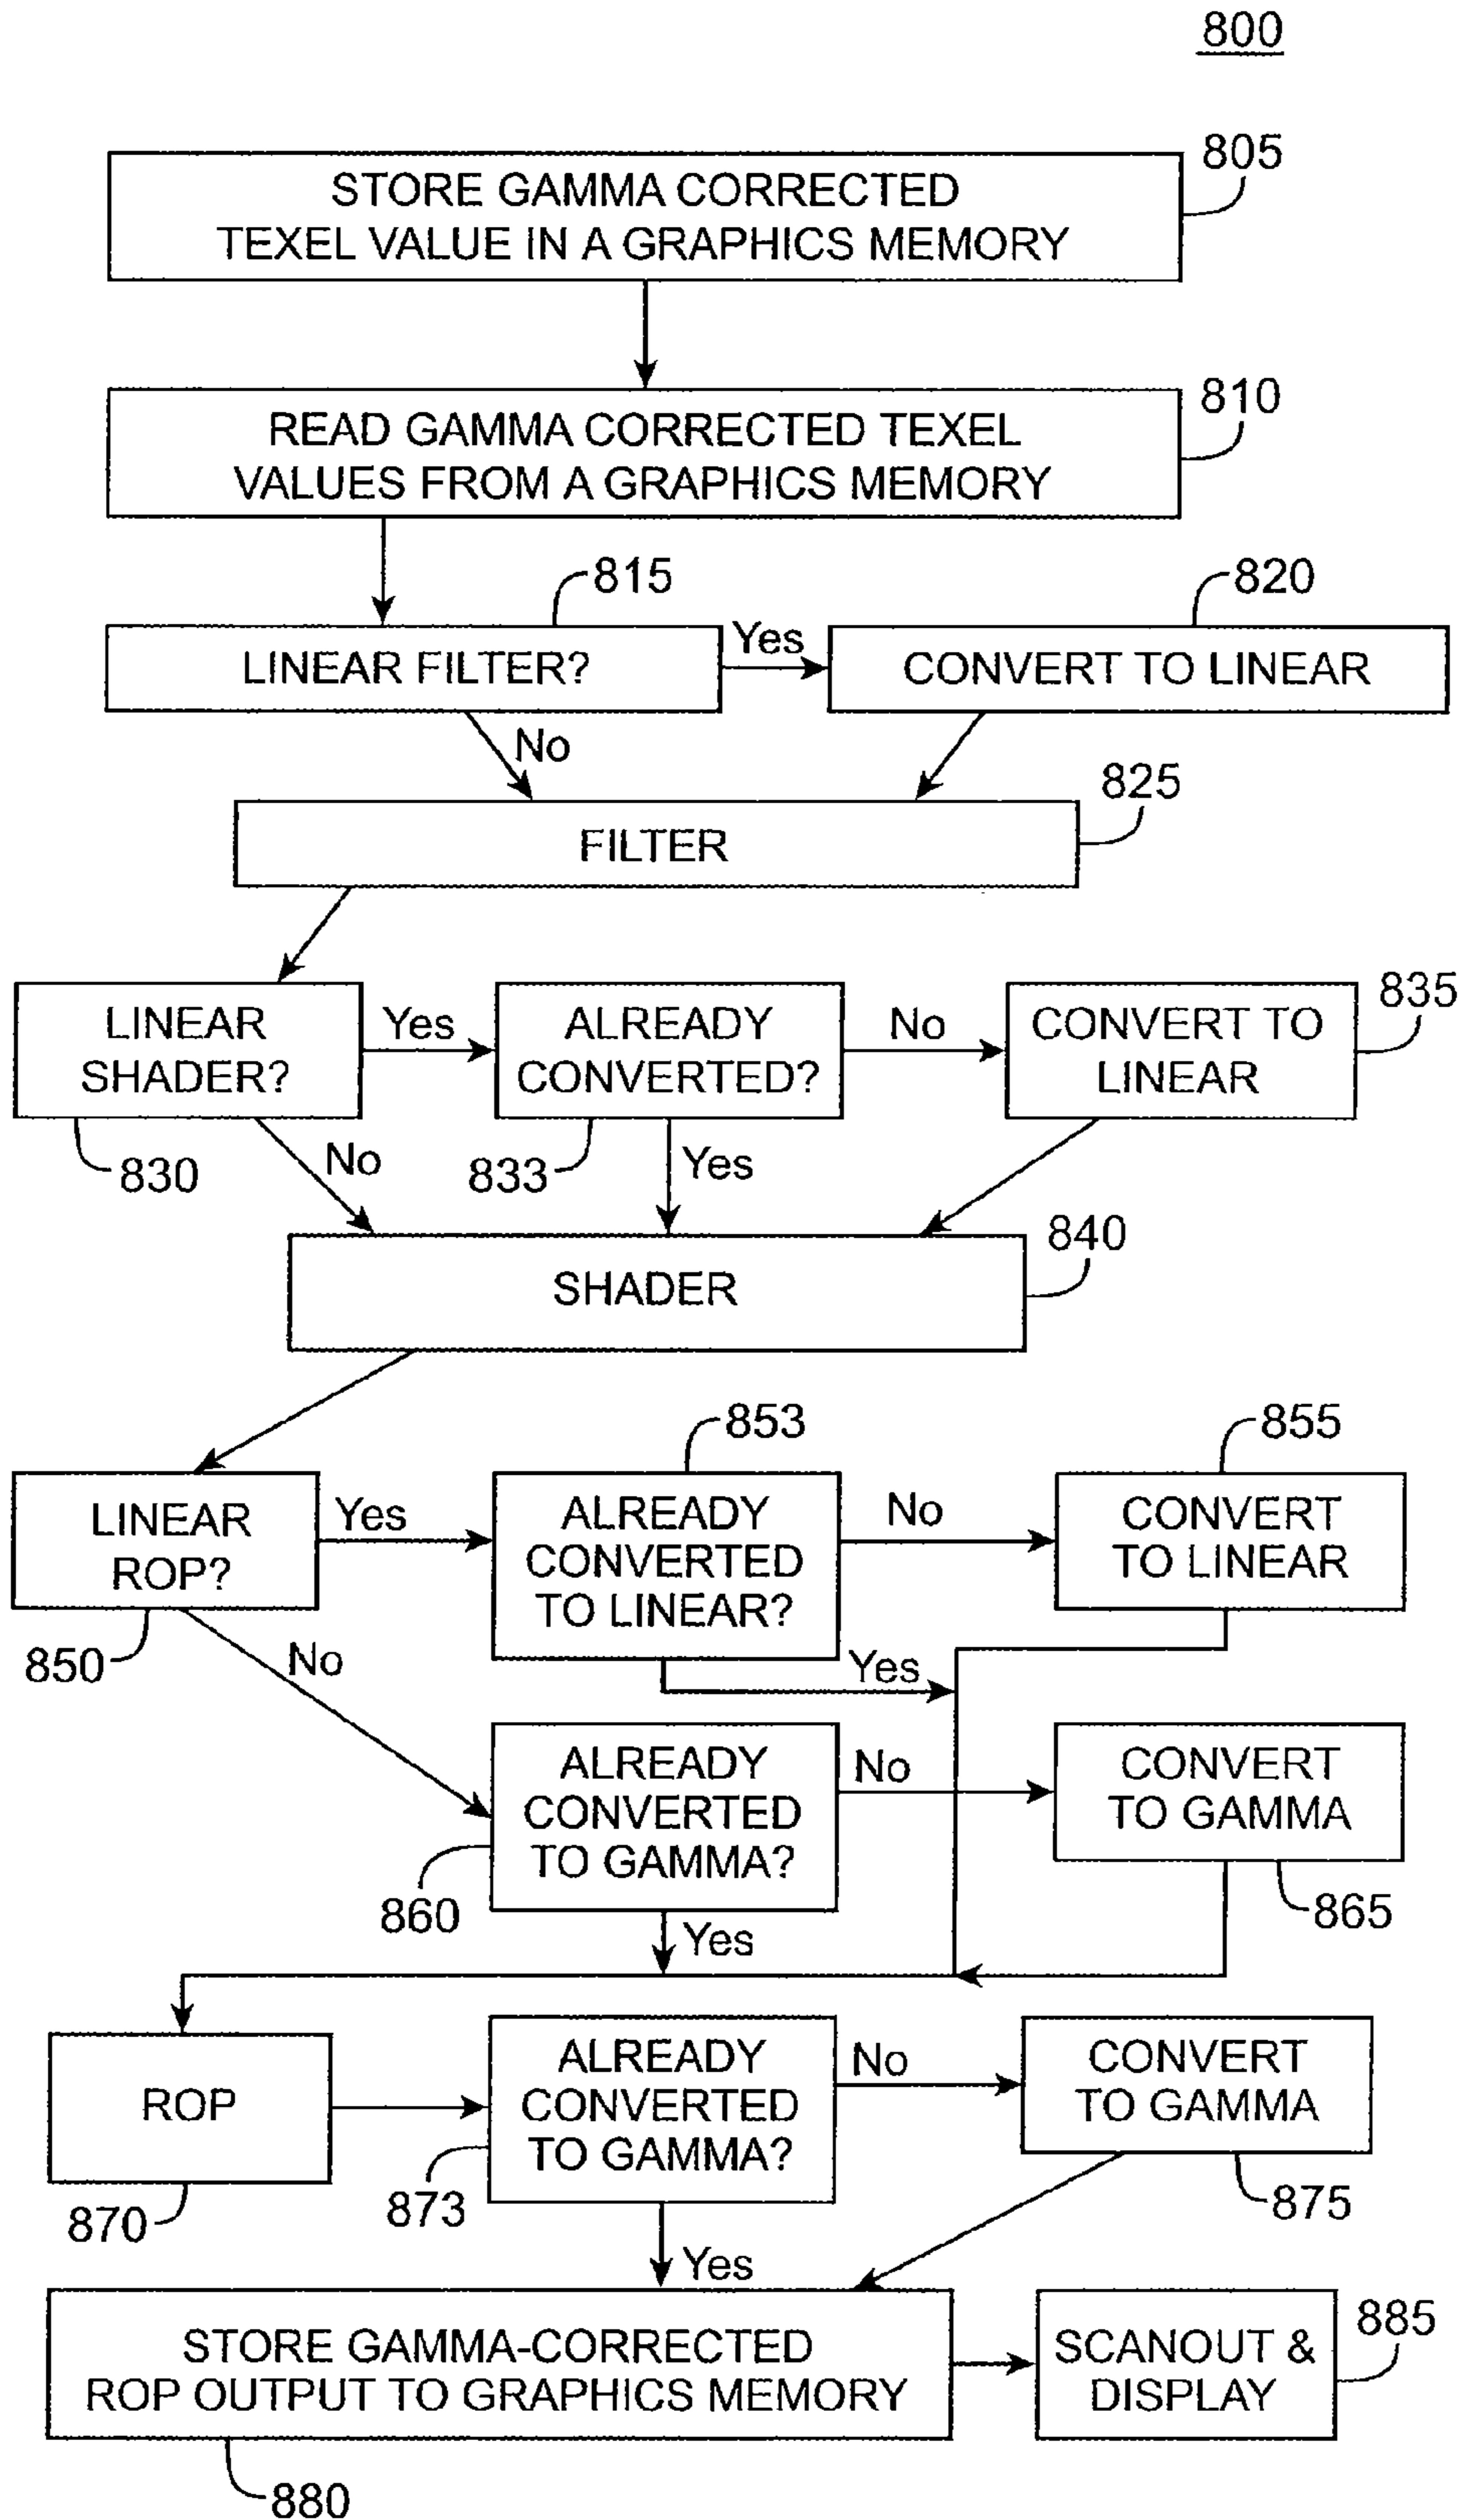 800
805
STORE GAMMA CORRECTED
TEXEL VALUE IN A GRAPHICS MEMORY
810
READ GAMMA CORRECTED TEXEL
VALUES FROM A GRAPHICS MEMORY
815
820
LINEAR FILTER?
Yes
CONVERT TO LINEAR
No
825
FILTER
LINEAR
SHADER?
Yes
ALREADY
CONVERTED?
No
CONVERT TO
LINEAR
835
830
No
833
Yes
840
SHADER
853
855
LINEAR
ROP?
Yes
ALREADY
CONVERTED
TO LINEAR?
No
CONVERT
TO LINEAR
850
No
Yes
ALREADY
CONVERTED
TO GAMMA?
No
CONVERT
TO GAMMA
860
865
Yes
ROP
ALREADY
CONVERTED
TO GAMMA?
No
CONVERT
TO GAMMA
870
873
875
Yes
STORE GAMMA-CORRECTED
ROP OUTPUT TO GRAPHICS MEMORY
SCANOUT &
DISPLAY
885
880